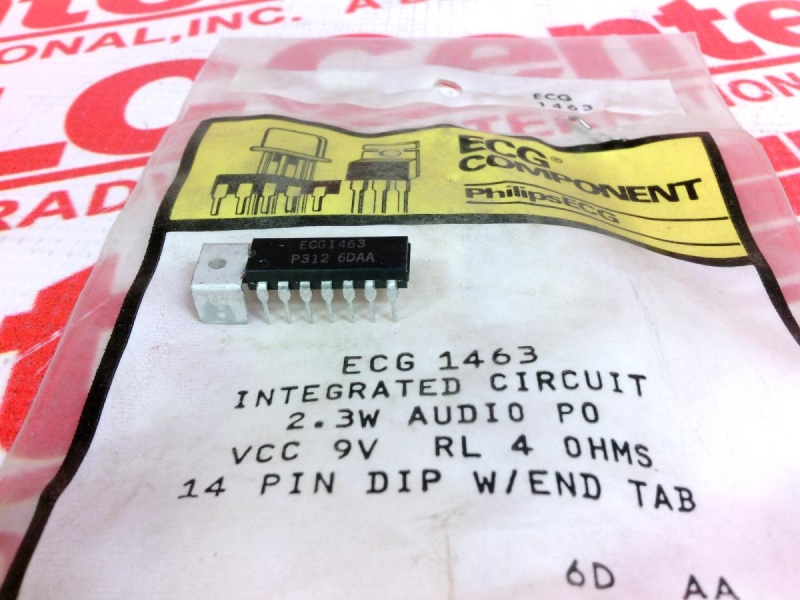 ONAL, INC.
ECG
1463
ECG®
COMPONENT
PhilipsECG
ECG1463
P312 6DAA
ECG 1463
INTEGRATED CIRCUIT
2.3W AUDIO PO
VCC 9V RL 4 OHMS
14 PIN DIP W/END TAB
6D AA